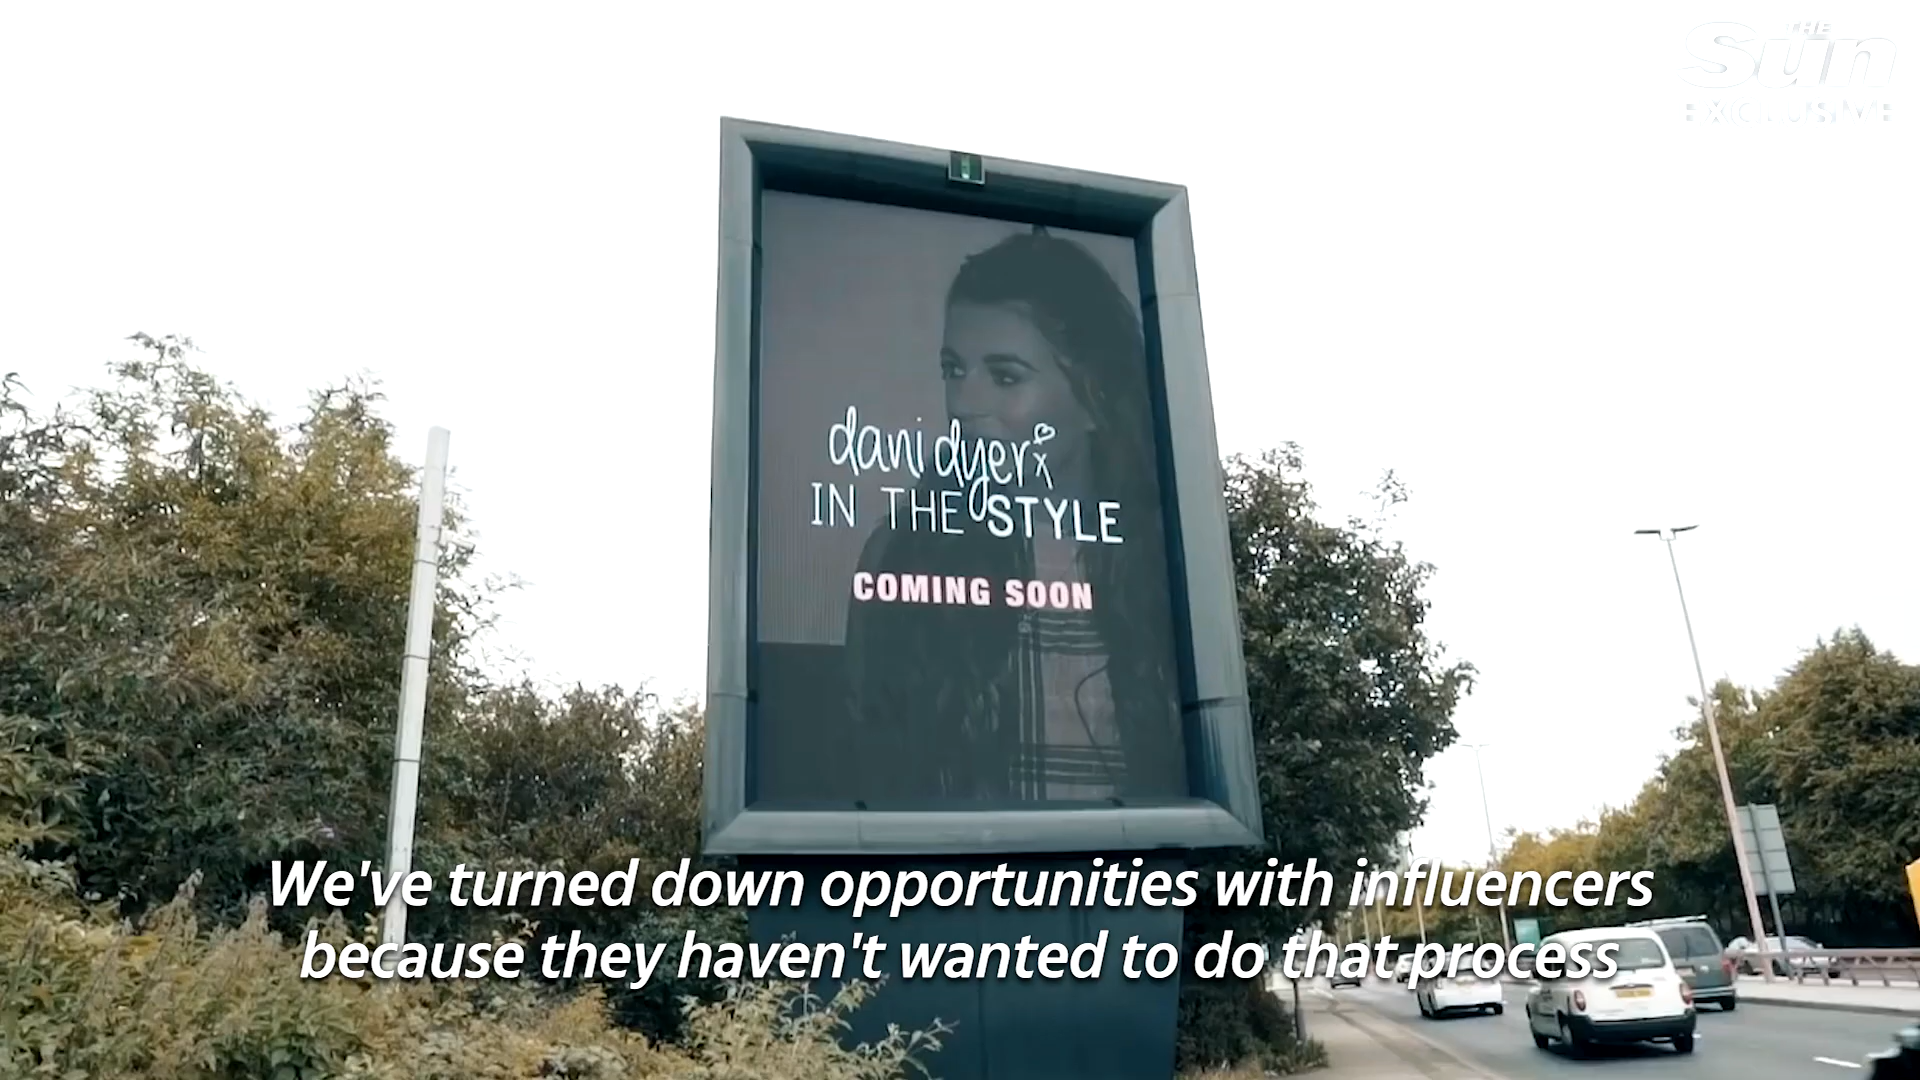 THE
Sun
EXCLUSIVE
dani dyer x
IN THE STYLE
COMING SOON
We've turned down opportunities with influencers
because they haven't wanted to do that process